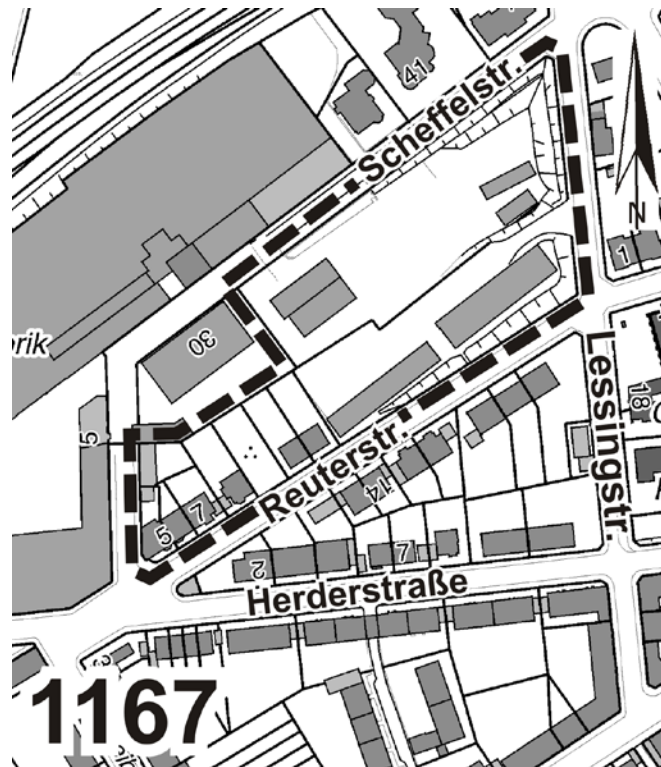 Scheffelstr.
41
N
1
30
rik
Lessingstr.
18
5
Reuterstr.
14
7
5
2
7
Herderstraße
1167